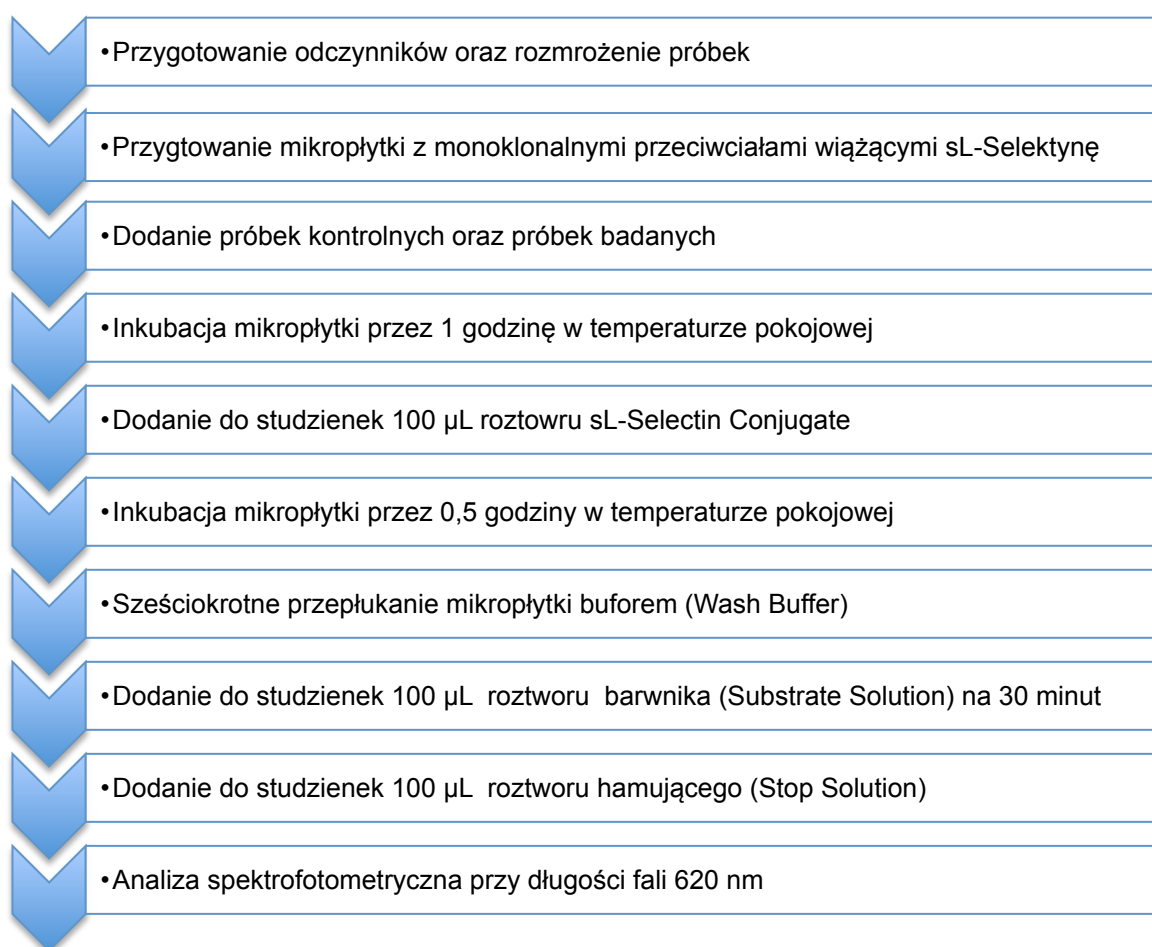 •Przygotowanie odczynników oraz rozmrożenie próbek
•Przygtowanie mikropłytki z monoklonalnymi przeciwciałami wiążącymi sL-Selektynę
•Dodanie próbek kontrolnych oraz próbek badanych
•Inkubacja mikropłytki przez 1 godzinę w temperaturze pokojowej
•Dodanie do studzienek 100 µL roztowru sL-Selectin Conjugate
•Inkubacja mikropłytki przez 0,5 godziny w temperaturze pokojowej
•Sześciokrotne przepłukanie mikropłytki buforem (Wash Buffer)
•Dodanie do studzienek 100 µL roztworu barwnika (Substrate Solution) na 30 minut
•Dodanie do studzienek 100 µL roztworu hamującego (Stop Solution)
•Analiza spektrofotometryczna przy długości fali 620 nm